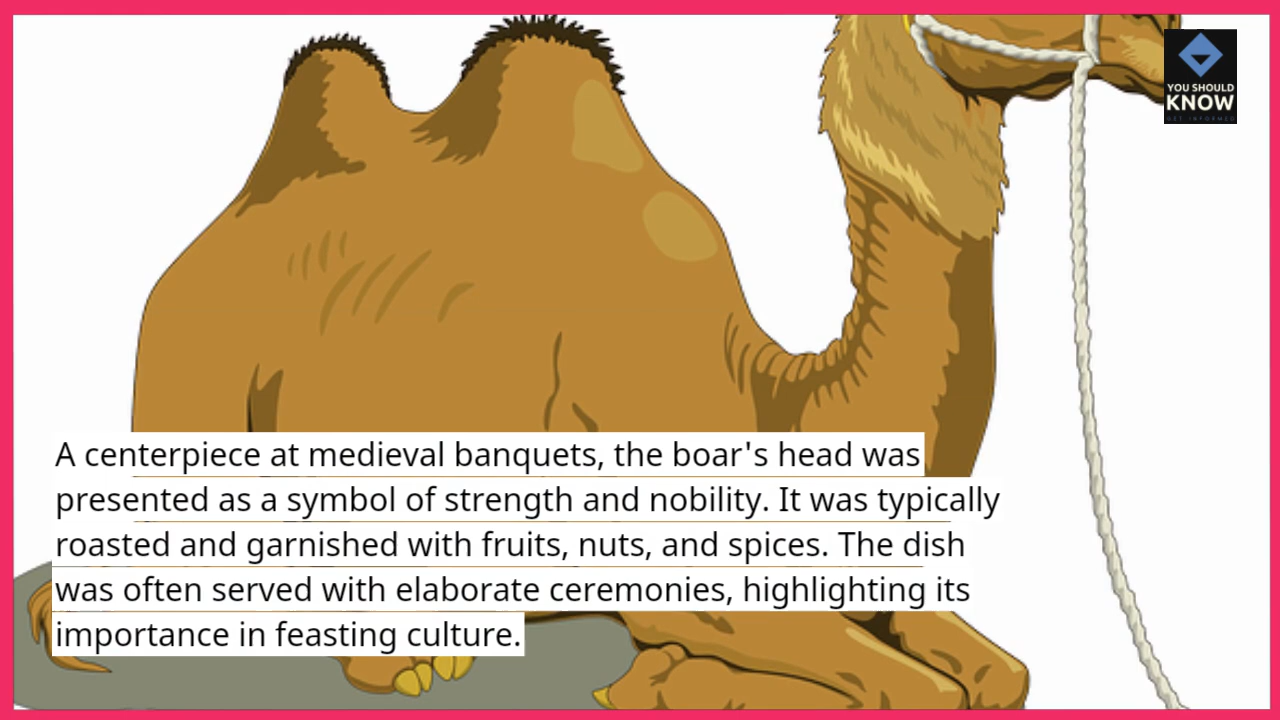 YOU SHOULD
KNOW
GET INFORMED
A centerpiece at medieval banquets, the boar's head was
presented as a symbol of strength and nobility. It was typically
roasted and garnished with fruits, nuts, and spices. The dish
was often served with elaborate ceremonies, highlighting its
importance in feasting culture.